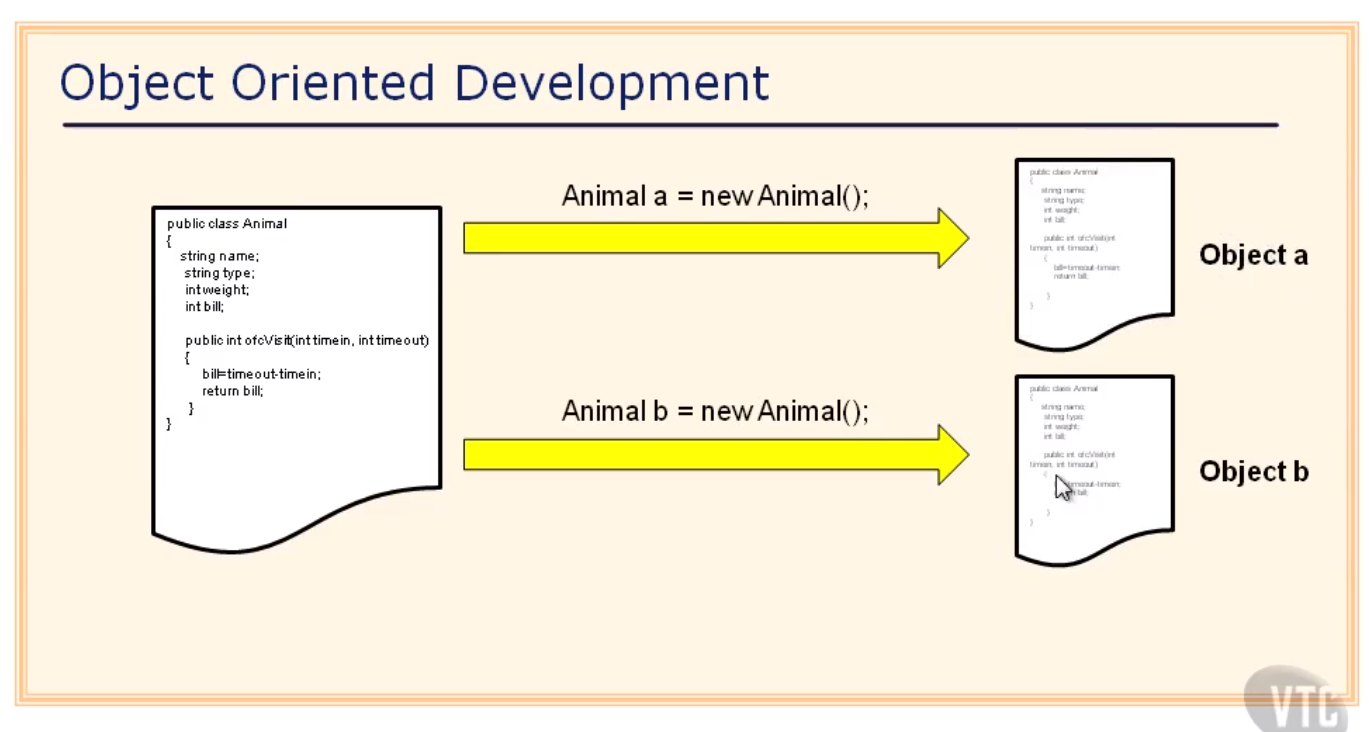 Object Oriented Development
public class Animal
{
string name;
string type;
int weight;
int bill;
public int ofcVisit(int timein, int timeout)
{
bill=timeout-timein;
return bill;
}
}
Animal a = new Animal();
public class Animal
{
string name;
string type;
int weight;
int bill;
public int ofcVisit(int
timein, int timeout)
{
bill=timeout-timein;
return bill;
}
}
Object a
Animal b = new Animal();
public class Animal
{
string name;
string type;
int weight;
int bill;
public int ofcVisit(int
timein, int timeout)
{
timeout-timein;
bill;
}
}
Object b
VTC